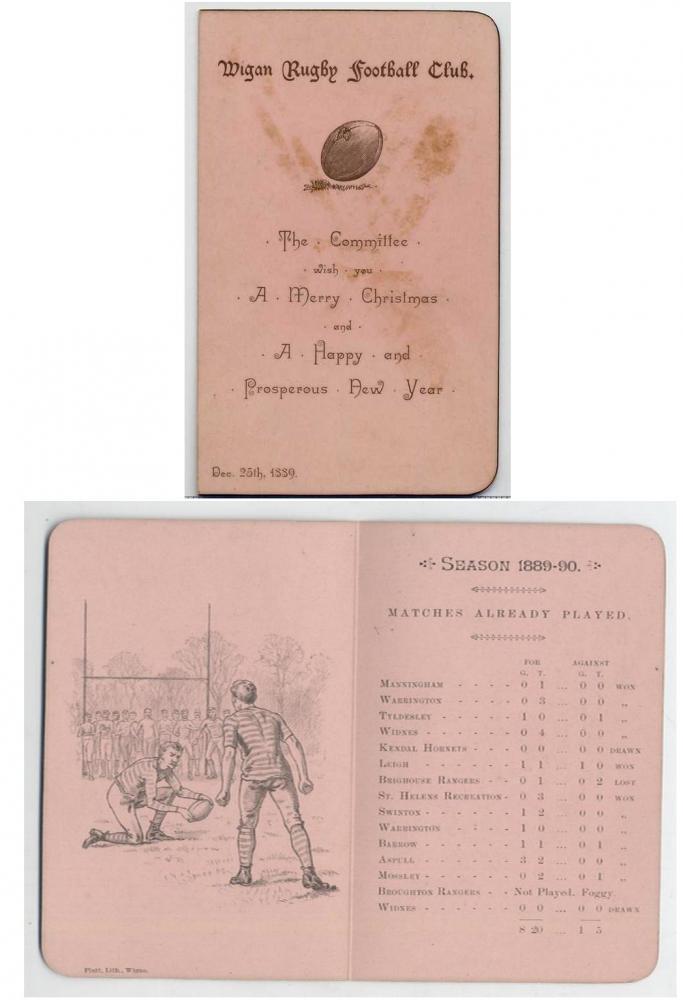 Wigan Rugby Football Club.
· The · Committee ·
· wish · you ·
· A · Merry · Christmas ·
· and ·
· A · Happy · and
· Prosperous · New · Year ·
Dec. 25th, 1889.
Platt, Lith., Wigan.
SEASON 1889-90.
MATCHES ALREADY PLAYED.
FOR AGAINST
G. T. G. T.
MANNINGHAM - - - - 0 1 ... 0 0 WON
WARRINGTON - - - - 0 3 ... 0 0 „
TYLDESLEY - - - - 1 0 ... 0 1 „
WIDNES - - - - - 0 4 ... 0 0 „
KENDAL HORNETS - - - 0 0 ... 0 0 DRAWN
LEIGH - - - - - - 1 1 ... 1 0 WON
BRIGHOUSE RANGERS - - 0 1 ... 0 2 LOST
ST. HELENS RECREATION - 0 3 ... 0 0 WON
SWINTON - - - - - 1 2 ... 0 0 „
WARRINGTON - - - - 1 0 ... 0 0 „
BARROW - - - - - 1 1 ... 0 1 „
ASPULL - - - - - 3 2 ... 0 0 „
MOSSLEY - - - - - 0 2 ... 0 1 „
BROUGHTON RANGERS - - Not Played. Foggy.
WIDNES - - - - - 0 0 ... 0 0 DRAWN
8 20 ... 1 5